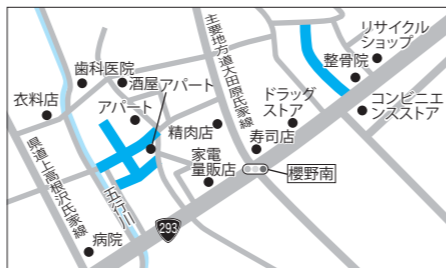 主要地方道大田原氏家線
リサイクル
ショップ
整骨院
歯科医院
酒屋
アパート
衣料店
アパート
精肉店
ドラッグ
ストア
コンビニエ
ンスストア
寿司店
家電
量販店
櫻野南
県道上高根沢氏家線
五行川
293
病院